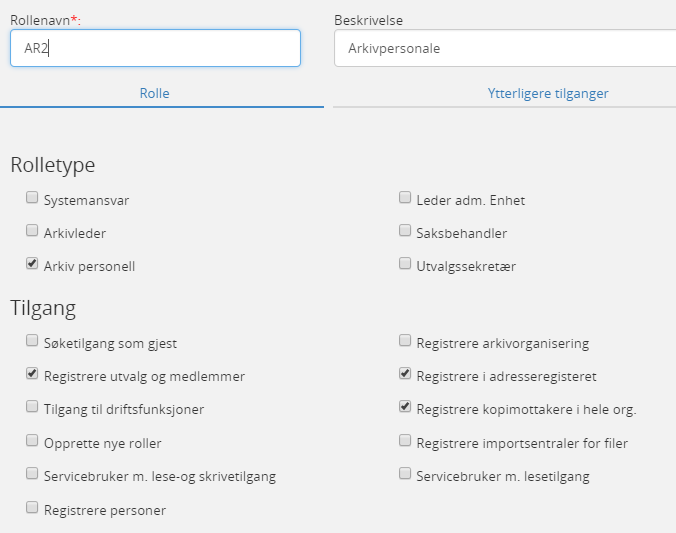 Rollenavn*: Beskrivelse
AR2 Arkivpersonale
Rolle Ytterligere tilganger
Rolletype
Systemansvar Leder adm. Enhet
Arkivleder Saksbehandler
Arkiv personell Utvalgssekretær
Tilgang
Søketilgang som gjest Registrere arkivorganisering
Registrere utvalg og medlemmer Registrere i adresseregisteret
Tilgang til driftsfunksjoner Registrere kopimottakere i hele org.
Opprette nye roller Registrere importsentraler for filer
Servicebruker m. lese-og skrivetilgang Servicebruker m. lesetilgang
Registrere personer